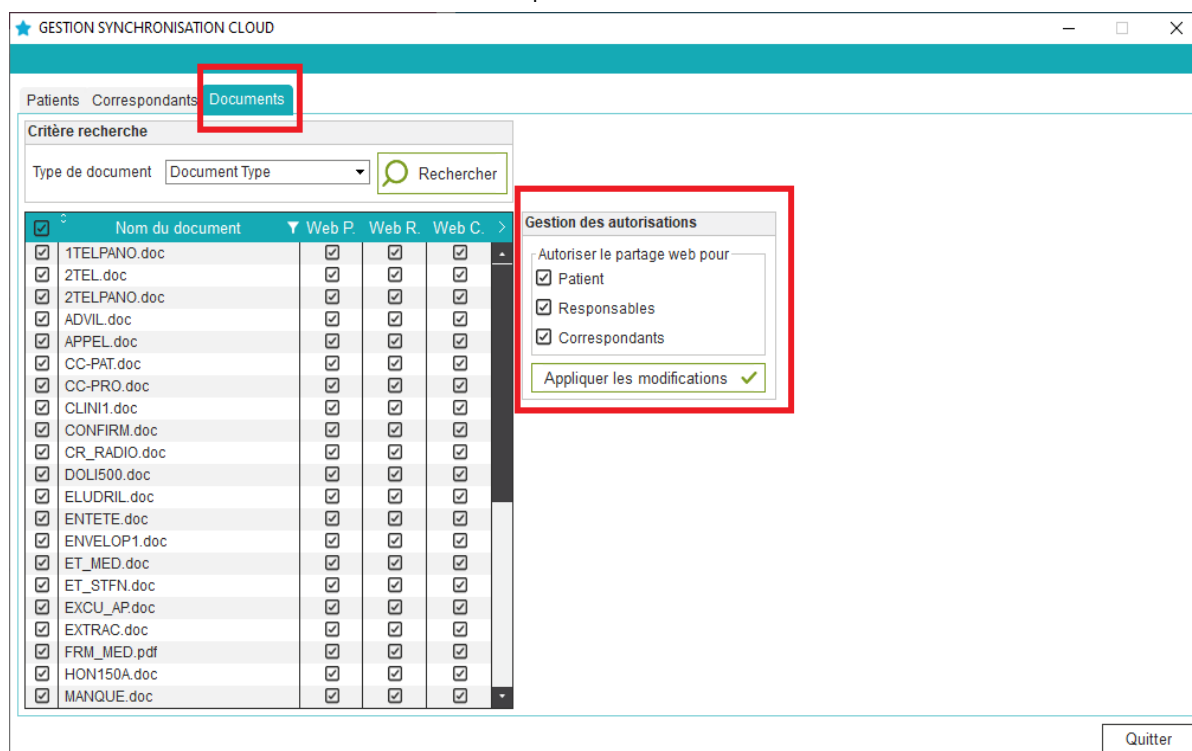 GESTION SYNCHRONISATION CLOUD
Patients Correspondants Documents
Critère recherche
Type de document Document Type Rechercher
Nom du document Web P. Web R. Web C.
1TELPANO.doc
2TEL.doc
2TELPANO.doc
ADVIL.doc
APPEL.doc
CC-PAT.doc
CC-PRO.doc
CLINI1.doc
CONFIRM.doc
CR_RADIO.doc
DOLI500.doc
ELUDRIL.doc
ENTETE.doc
ENVELOP1.doc
ET_MED.doc
ET_STFN.doc
EXCU_AP.doc
EXTRAC.doc
FRM_MED.pdf
HON150A.doc
MANQUE.doc
Gestion des autorisations
Autoriser le partage web pour
Patient
Responsables
Correspondants
Appliquer les modifications
Quitter